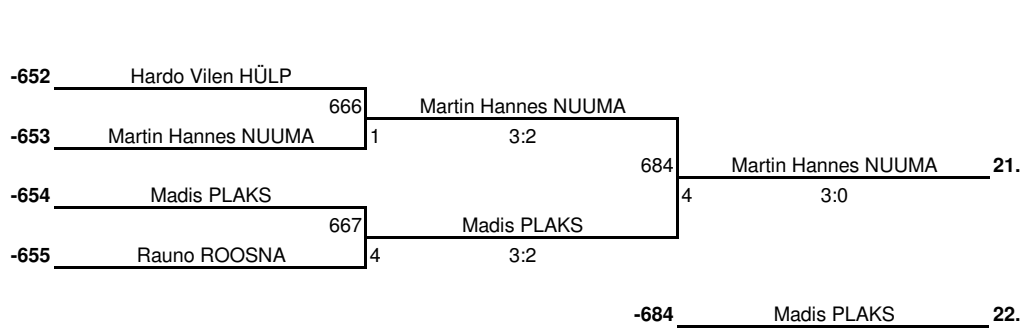 -652 Hardo Vilen HÜLP
666 Martin Hannes NUUMA
-653 Martin Hannes NUUMA 1 3:2
684 Martin Hannes NUUMA 21.
-654 Madis PLAKS 4 3:0
667 Madis PLAKS
-655 Rauno ROOSNA 4 3:2
-684 Madis PLAKS 22.